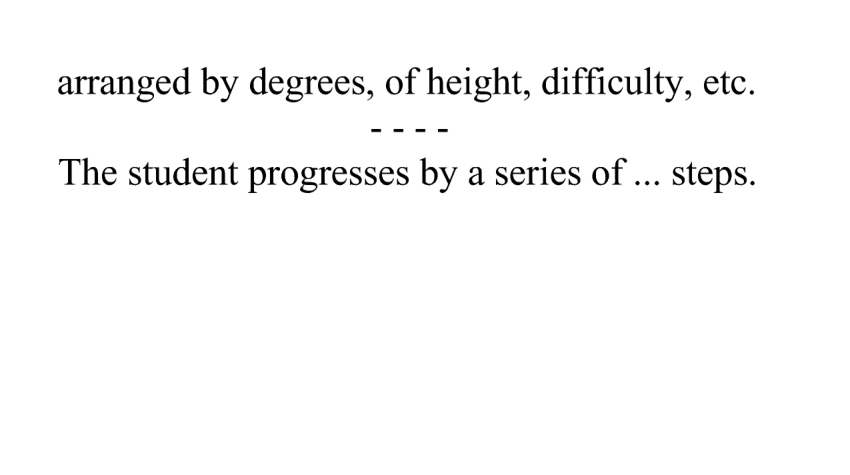 arranged by degrees, of height, difficulty, etc.
- - - -
The student progresses by a series of ... steps.